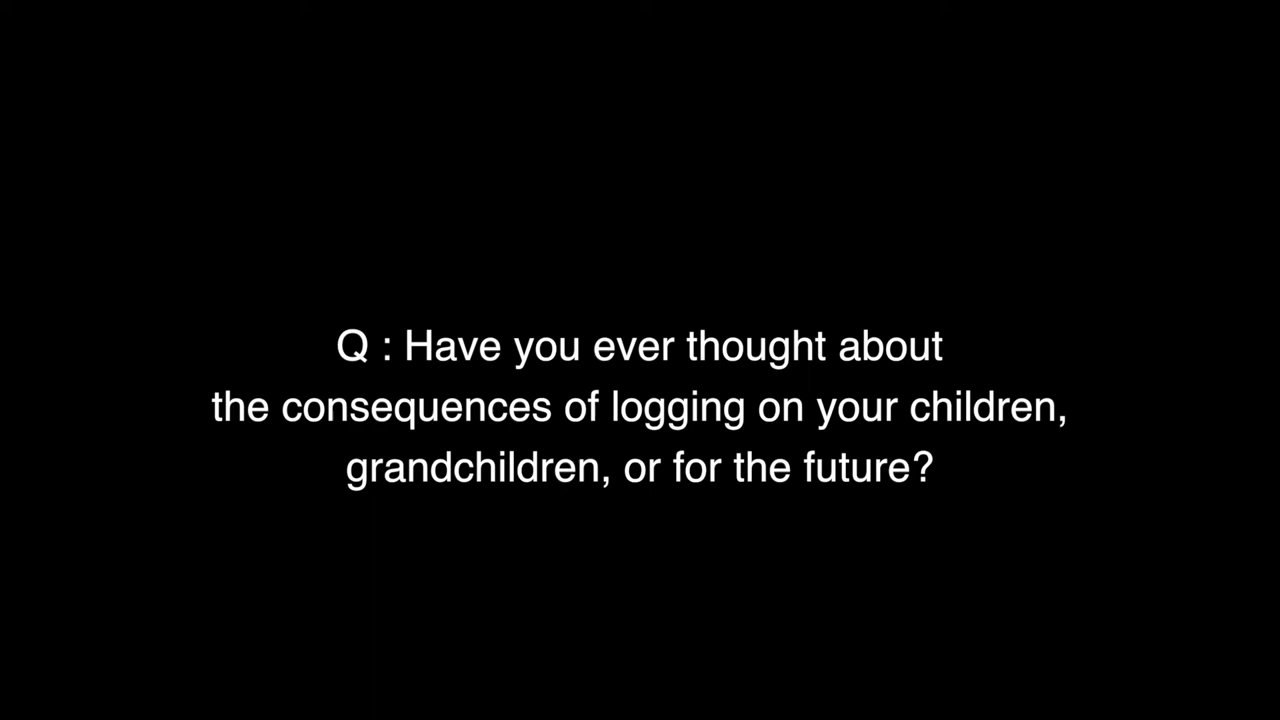 Q : Have you ever thought about
the consequences of logging on your children,
grandchildren, or for the future?